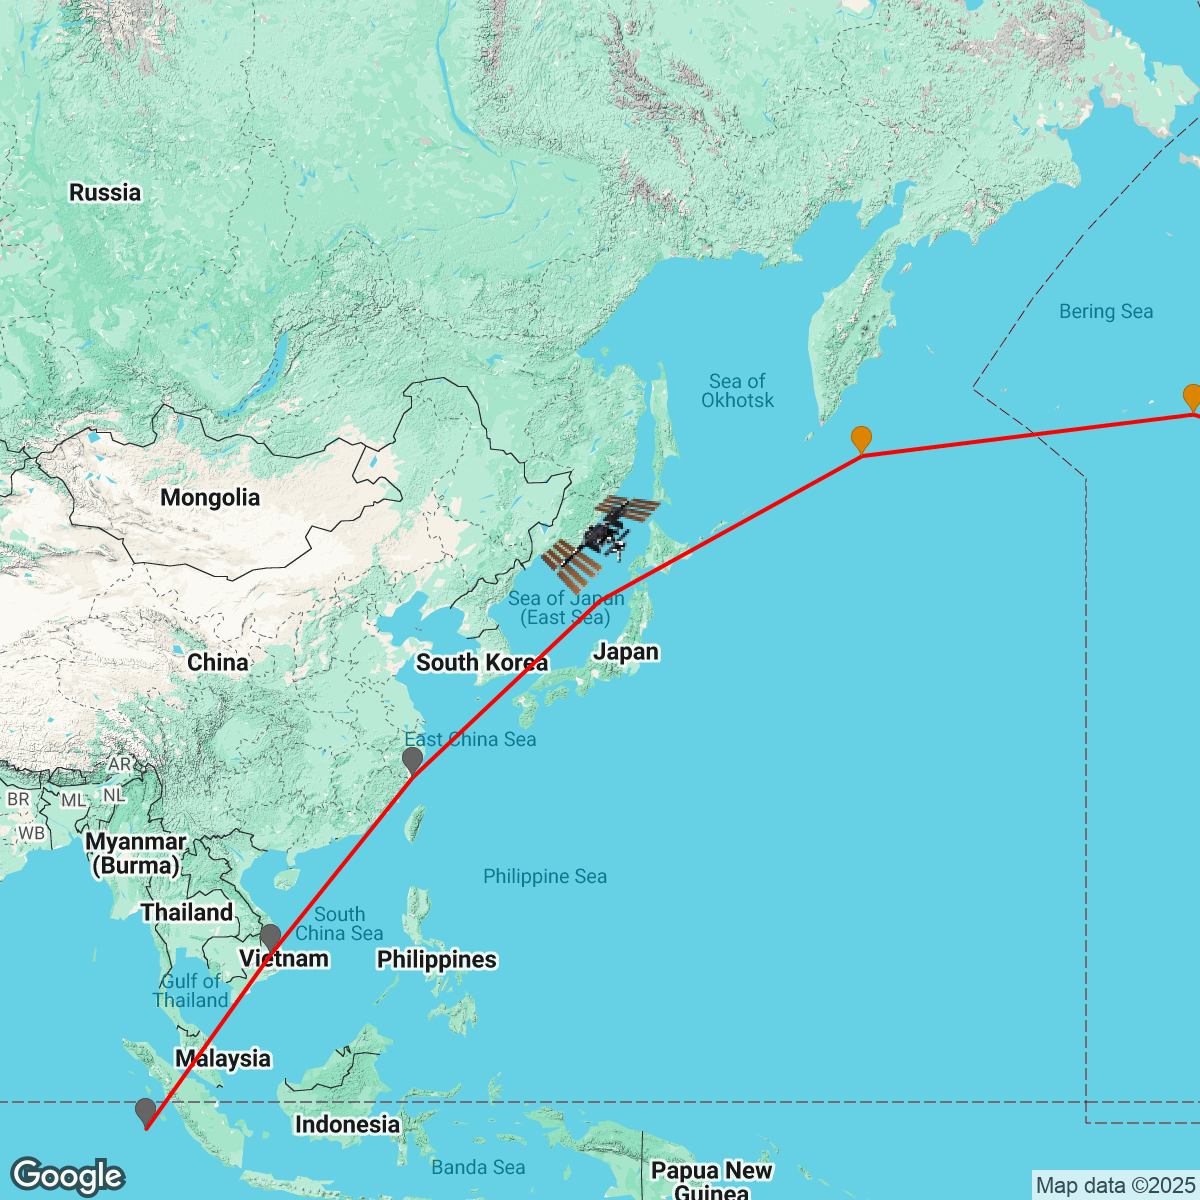 Russia
Bering Sea
Sea of
Okhotsk
Mongolia
Sea of Japan
(East Sea)
Japan
China
South Korea
East China Sea
AR
NL
BR
ML
WB
Myanmar
(Burma)
Philippine Sea
Thailand
South
China Sea
Vietnam
Philippines
Gulf of
Thailand
Malaysia
Indonesia
Banda Sea
Papua New
Guinea
Google
Map data ©2025